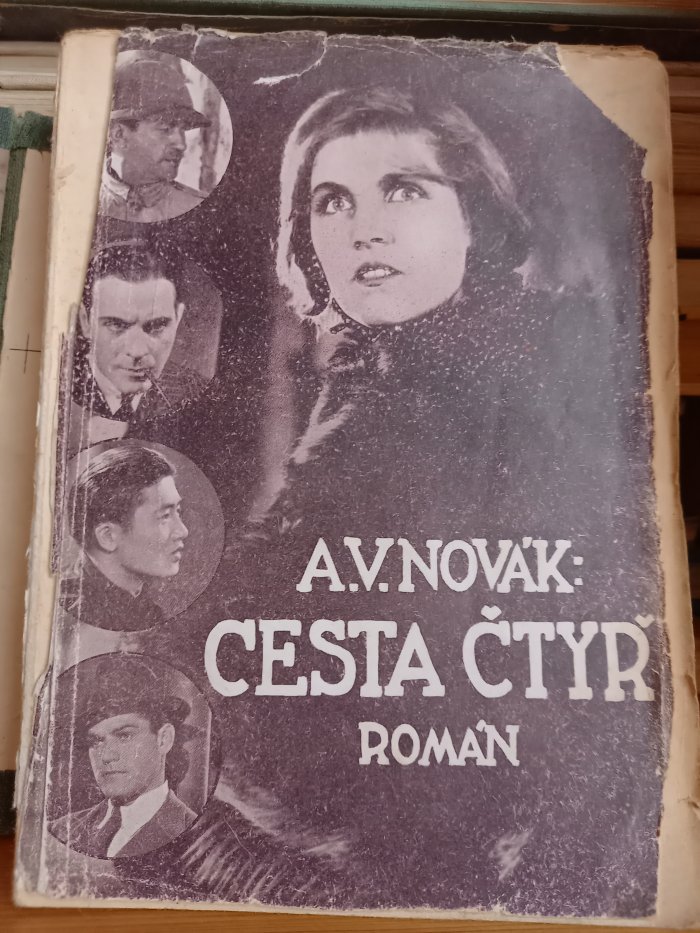 A.V. NOVÁK:
CESTA ČTYŘ
ROMÁN